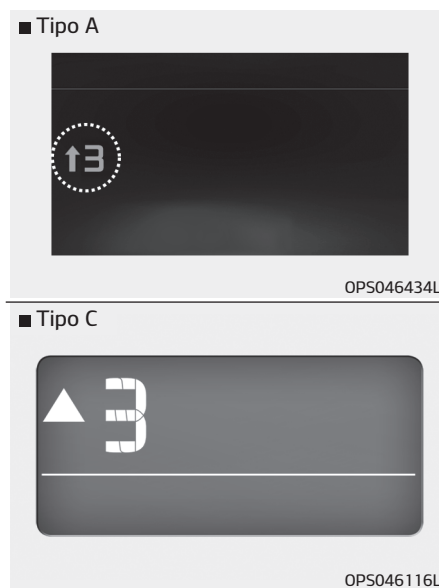 ■ Tipo A
↑3
OPS046434L
■ Tipo C
▲ 3
OPS046116L